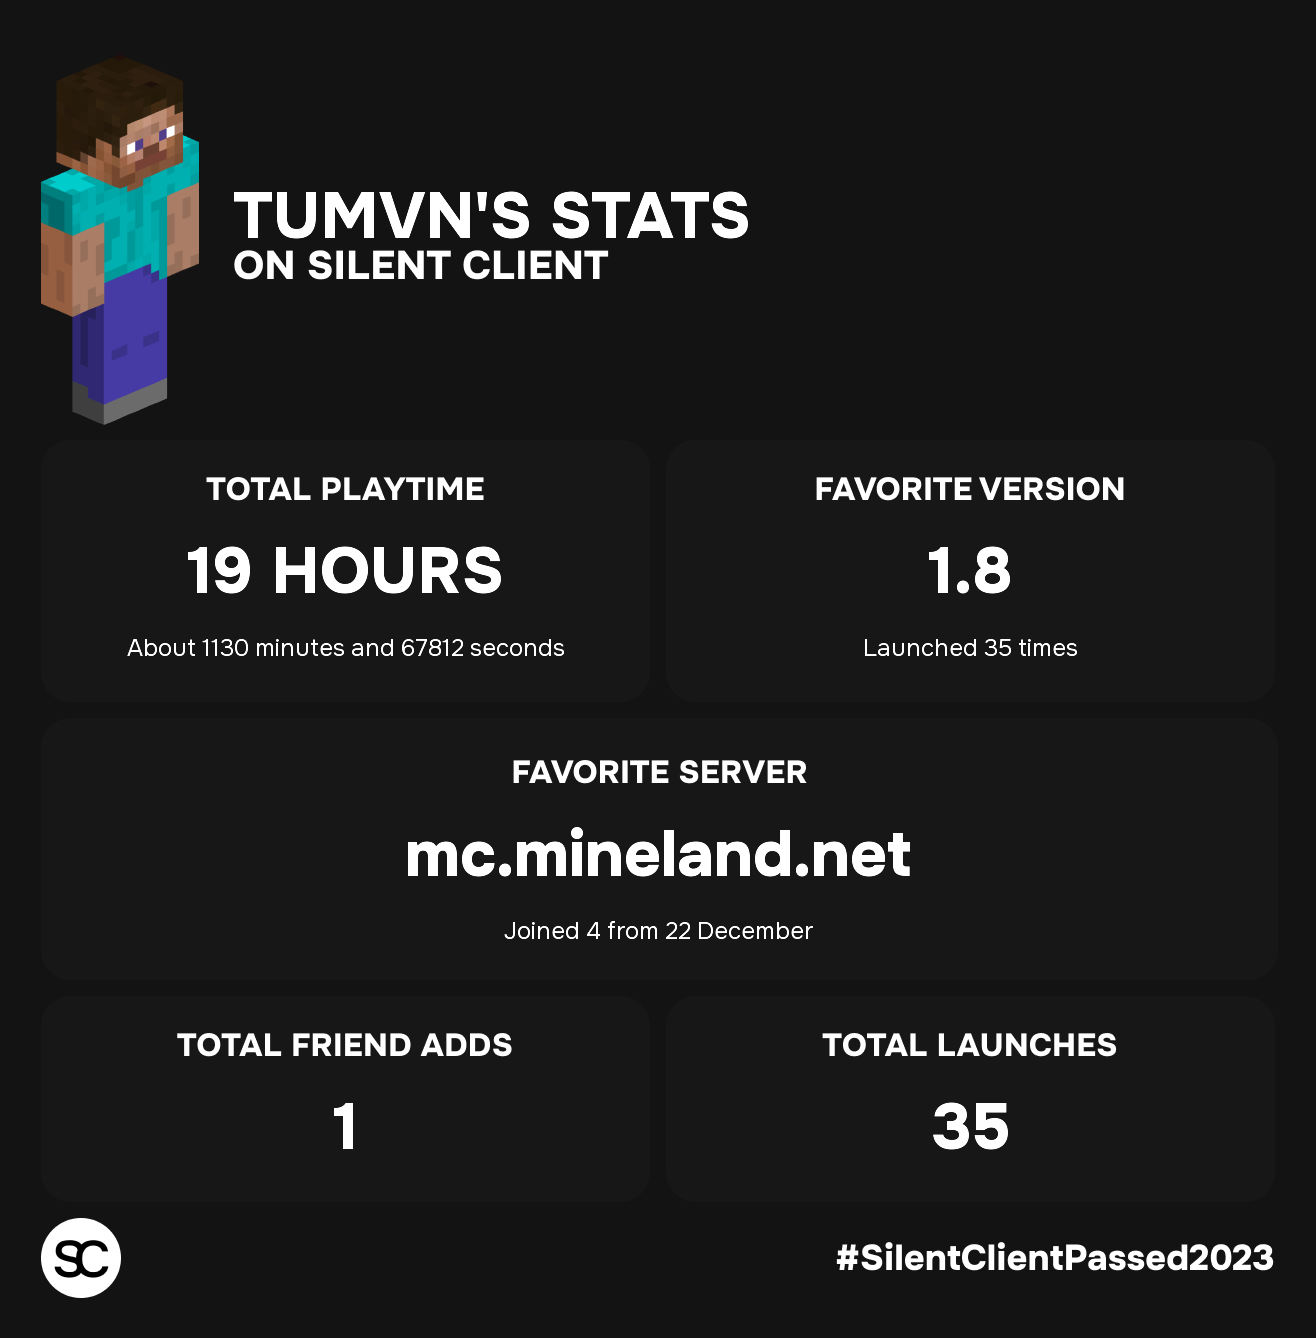 TUMVN'S STATS
ON SILENT CLIENT
TOTAL PLAYTIME
19 HOURS
About 1130 minutes and 67812 seconds
FAVORITE VERSION
1.8
Launched 35 times
FAVORITE SERVER
mc.mineland.net
Joined 4 from 22 December
TOTAL FRIEND ADDS
1
TOTAL LAUNCHES
35
SC
#SilentClientPassed2023